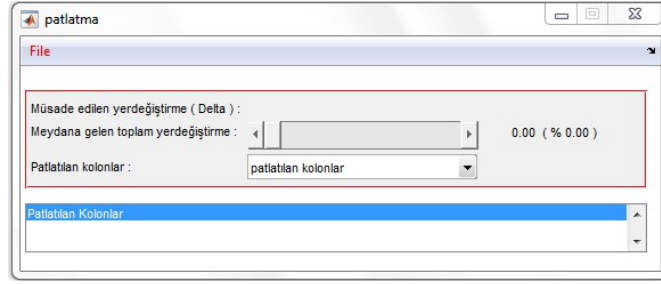 patlatma
File
Müsade edilen yerdeğiştirme ( Delta ) :
Meydana gelen toplam yerdeğiştirme :
0.00 ( % 0.00 )
Patlatılan kolonlar :
patlatılan kolonlar
Patlatılan Kolonlar